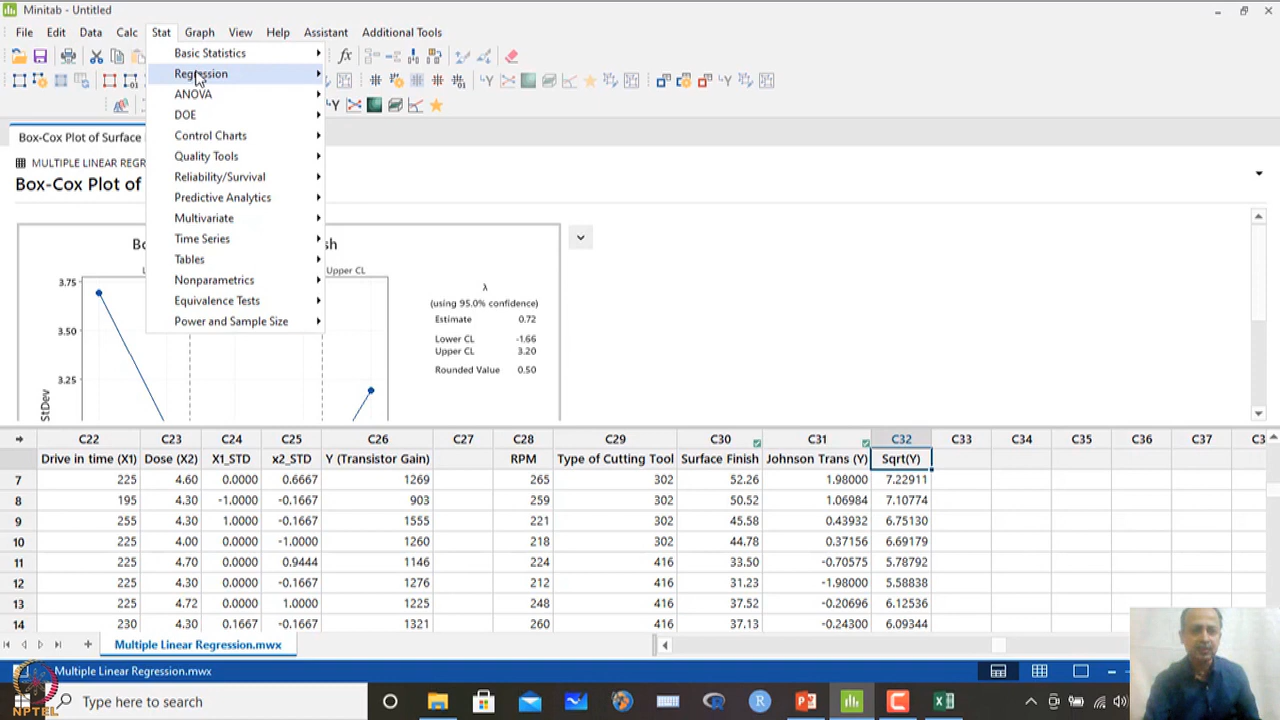 Minitab - Untitled
File Edit Data Calc Stat Graph View Help Assistant Additional Tools
Basic Statistics
Regression
ANOVA
DOE
Control Charts
Quality Tools
Reliability/Survival
Predictive Analytics
Multivariate
Time Series
Tables
Nonparametrics
Equivalence Tests
Power and Sample Size
Box-Cox Plot of Surface
MULTIPLE LINEAR REGR
Box-Cox Plot of
Bo sh
L Upper CL
3.75
3.50
3.25
StDev
λ
(using 95.0% confidence)
Estimate 0.72
Lower CL -1.66
Upper CL 3.20
Rounded Value 0.50
C22 C23 C24 C25 C26 C27 C28 C29 C30 C31 C32 C33 C34 C35 C36 C37 C3
Drive in time (X1) Dose (X2) X1_STD x2_STD Y (Transistor Gain) RPM Type of Cutting Tool Surface Finish Johnson Trans (Y) Sqrt(Y)
7 225 4.60 0.0000 0.6667 1269 265 302 52.26 1.98000 7.22911
8 195 4.30 -1.0000 -0.1667 903 259 302 50.52 1.06984 7.10774
9 255 4.30 1.0000 -0.1667 1555 221 302 45.58 0.43932 6.75130
10 225 4.00 0.0000 -1.0000 1260 218 302 44.78 0.37156 6.69179
11 225 4.70 0.0000 0.9444 1146 224 416 33.50 -0.70575 5.78792
12 225 4.30 0.0000 -0.1667 1276 212 416 31.23 -1.98000 5.58838
13 225 4.72 0.0000 1.0000 1225 248 416 37.52 -0.20696 6.12536
14 230 4.30 0.1667 -0.1667 1321 260 416 37.13 -0.24300 6.09344
Multiple Linear Regression.mwx
Multiple Linear Regression.mwx
Type here to search
NPTEL